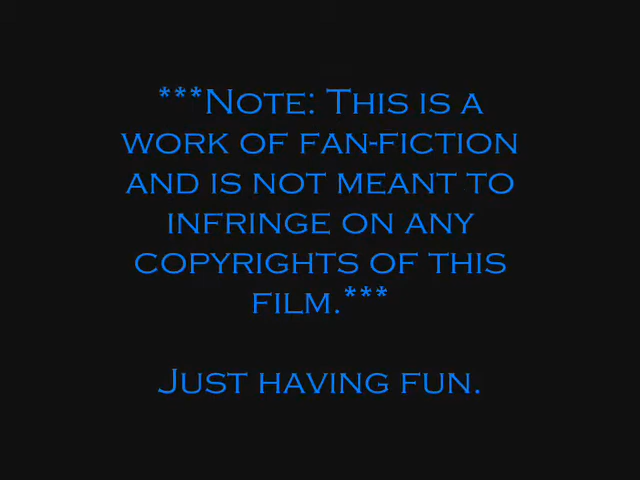 ***Note: This is a
work of fan-fiction
and is not meant to
infringe on any
copyrights of this
film.***
Just having fun.